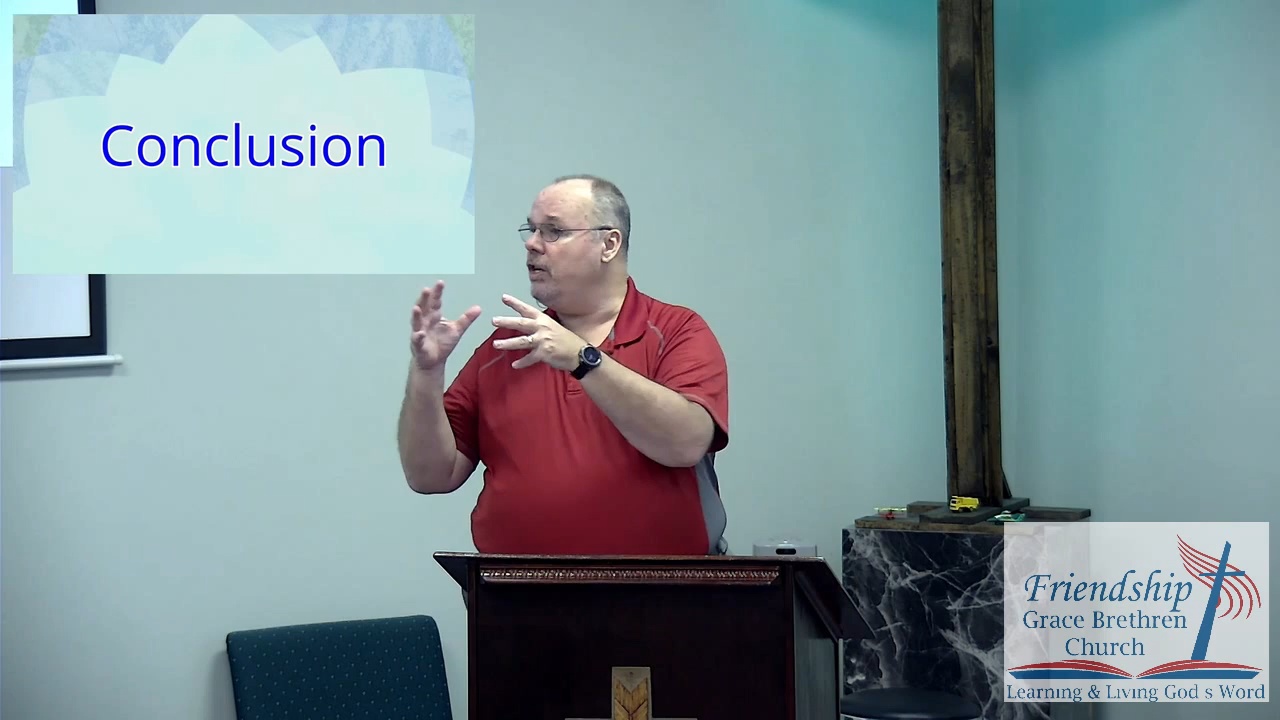 Conclusion
Friendship
Grace Brethren
Church
Learning & Living God s Word